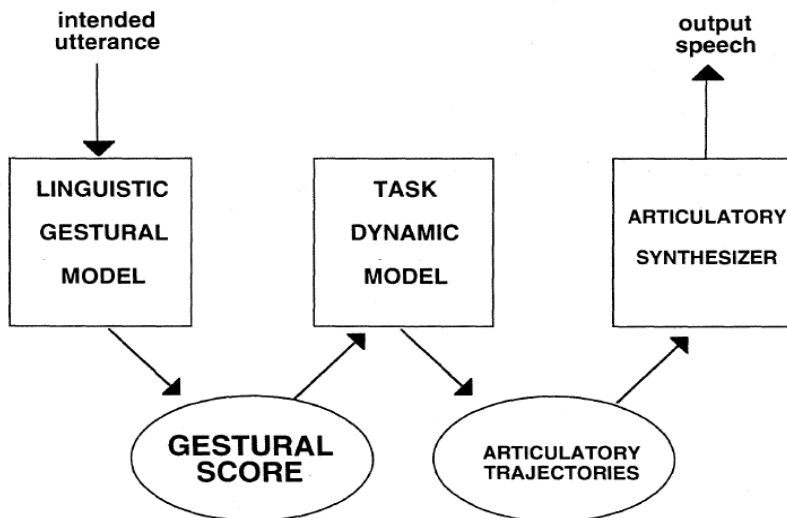 intended
utterance
output
speech
LINGUISTIC
GESTURAL
MODEL
TASK
DYNAMIC
MODEL
ARTICULATORY
SYNTHESIZER
GESTURAL
SCORE
ARTICULATORY
TRAJECTORIES